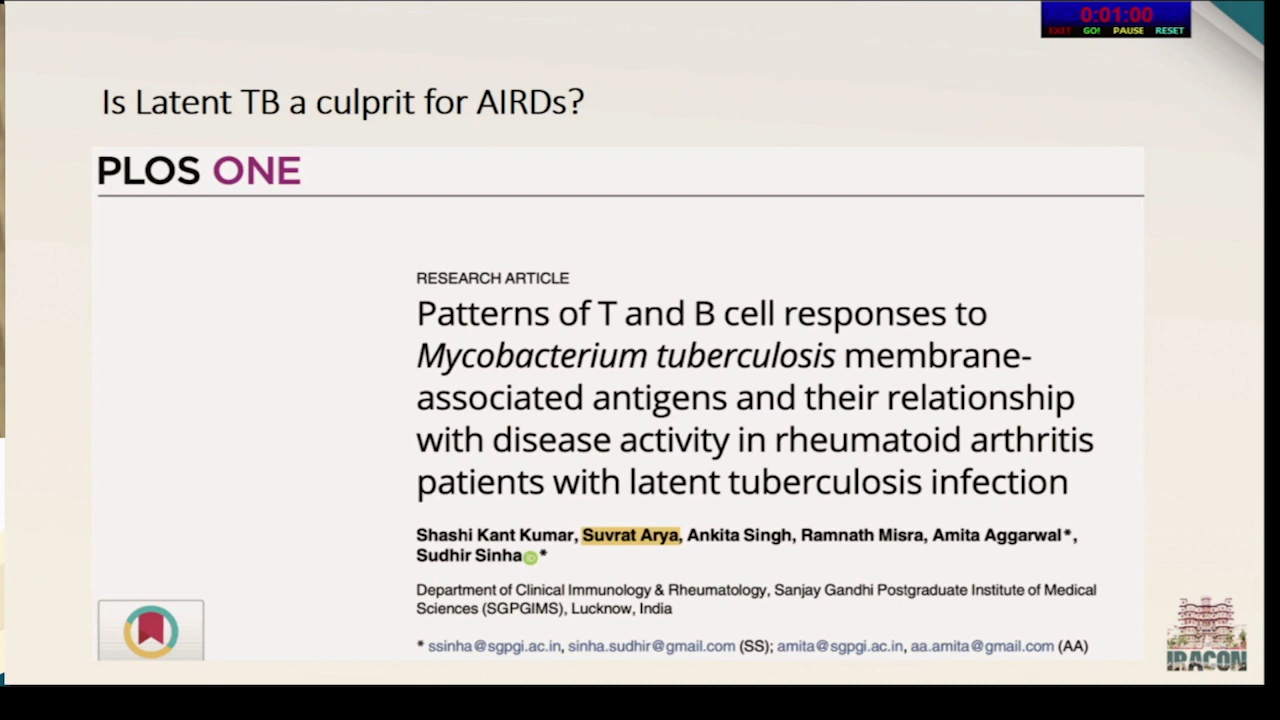 0:01:00
EXIT GO! PAUSE RESET
Is Latent TB a culprit for AIRDs?
PLOS ONE
RESEARCH ARTICLE
Patterns of T and B cell responses to
Mycobacterium tuberculosis membrane-
associated antigens and their relationship
with disease activity in rheumatoid arthritis
patients with latent tuberculosis infection
Shashi Kant Kumar, Suvrat Arya, Ankita Singh, Ramnath Misra, Amita Aggarwal*,
Sudhir Sinha iD *
Department of Clinical Immunology & Rheumatology, Sanjay Gandhi Postgraduate Institute of Medical
Sciences (SGPGIMS), Lucknow, India
* ssinha@sgpgi.ac.in, sinha.sudhir@gmail.com (SS); amita@sgpgi.ac.in, aa.amita@gmail.com (AA)
IRACON